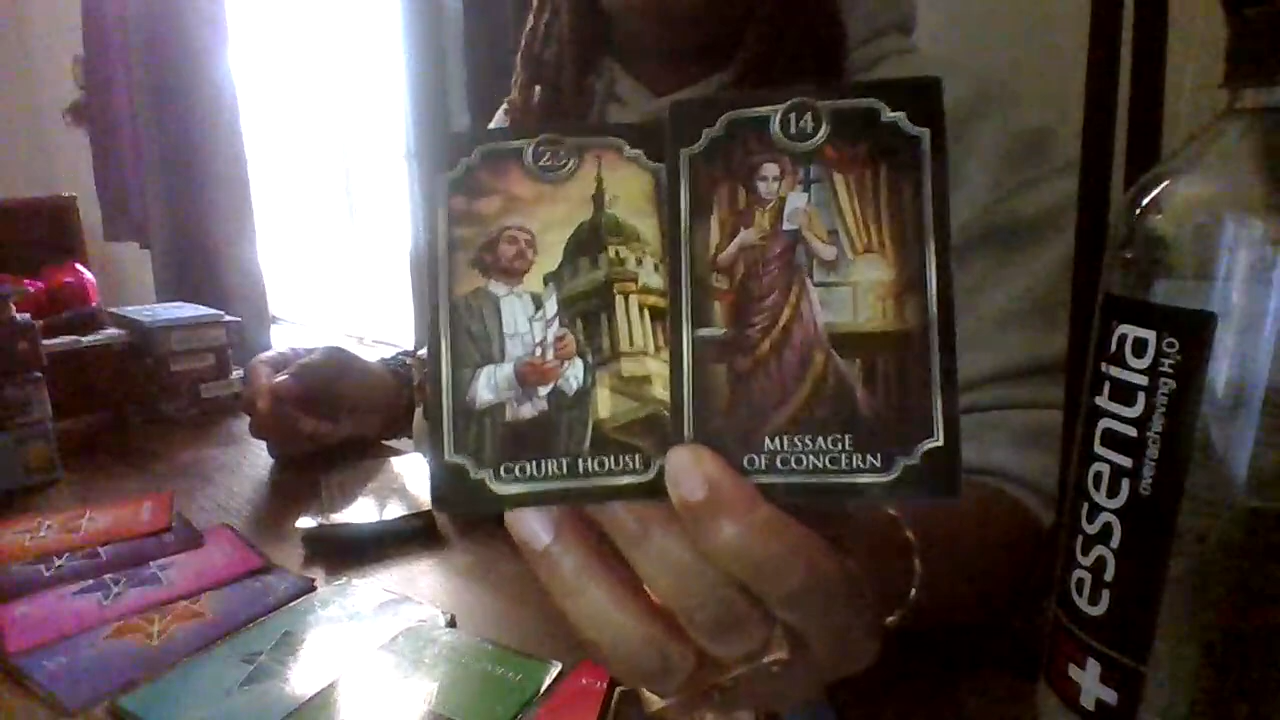 14
COURT HOUSE
MESSAGE
OF CONCERN
essentia
overachieving H₂O